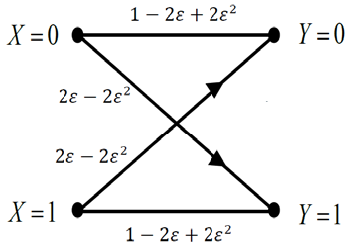 X=0 1 − 2ε + 2ε² Y=0
2ε − 2ε²
2ε − 2ε²
X=1 1 − 2ε + 2ε² Y=1